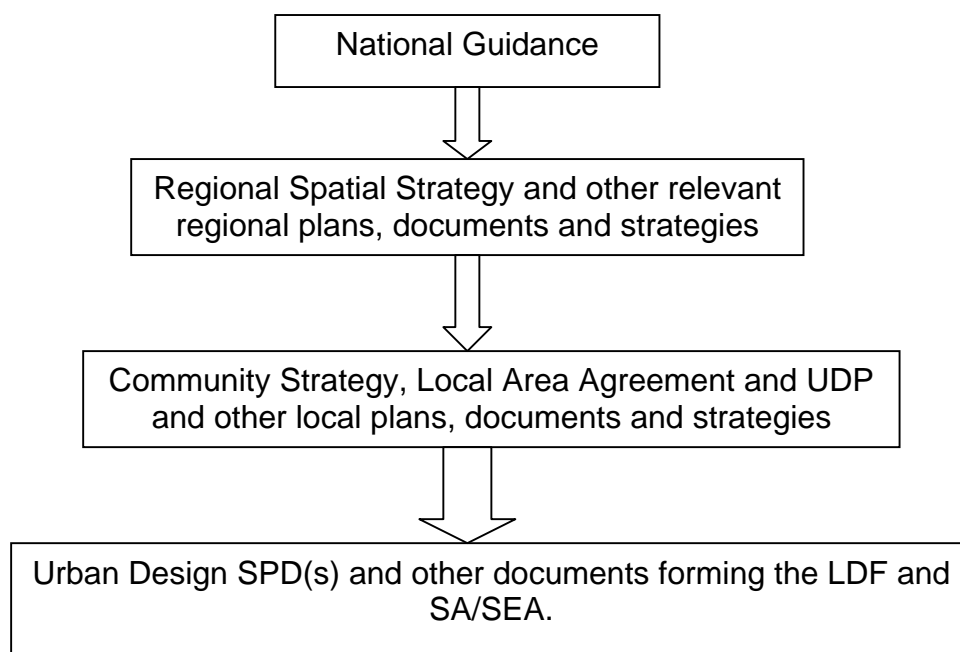 National Guidance
Regional Spatial Strategy and other relevant
regional plans, documents and strategies
Community Strategy, Local Area Agreement and UDP
and other local plans, documents and strategies
Urban Design SPD(s) and other documents forming the LDF and
SA/SEA.